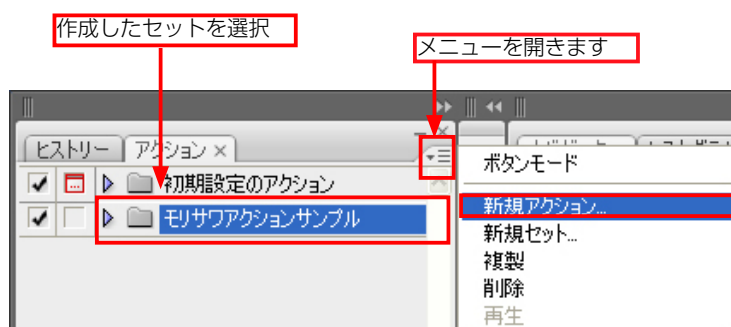 作成したセットを選択
メニューを開きます
ヒストリー アクション ×
初期設定のアクション
モリサワアクションサンプル
ボタンモード
新規アクション...
新規セット...
複製
削除
再生